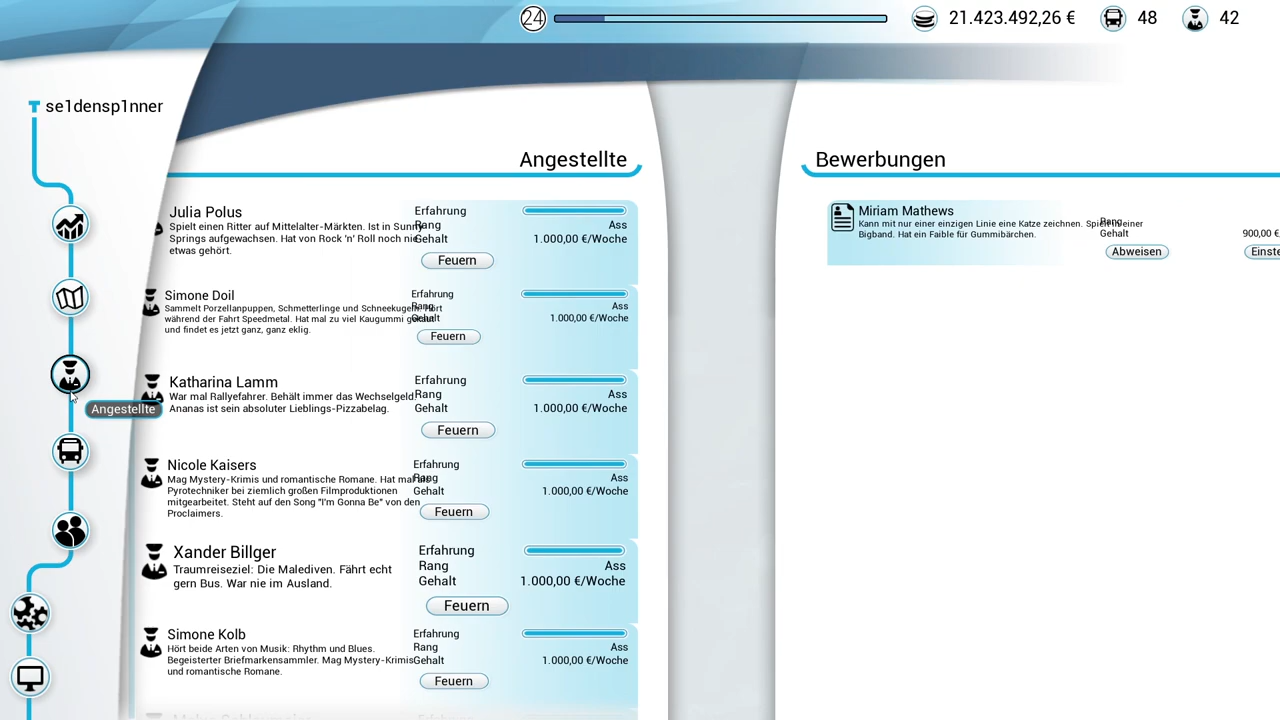 24
21.423.492,26 €
48
42
se1densp1nner
Angestellte
Angestellte
Julia Polus
Spielt einen Ritter auf Mittelalter-Märkten. Ist in Sunny
Springs aufgewachsen. Hat von Rock 'n' Roll noch nie
etwas gehört.
Erfahrung
Rang Ass
Gehalt 1.000,00 €/Woche
Feuern
Simone Doil
Sammelt Porzellanpuppen, Schmetterlinge und Schneekugeln. Hört
während der Fahrt Speedmetal. Hat mal zu viel Kaugummi gekaut
und findet es jetzt ganz, ganz eklig.
Erfahrung
Rang Ass
Gehalt 1.000,00 €/Woche
Feuern
Katharina Lamm
War mal Rallyefahrer. Behält immer das Wechselgeld.
Ananas ist sein absoluter Lieblings-Pizzabelag.
Erfahrung
Rang Ass
Gehalt 1.000,00 €/Woche
Feuern
Nicole Kaisers
Mag Mystery-Krimis und romantische Romane. Hat mal als
Pyrotechniker bei ziemlich großen Filmproduktionen
mitgearbeitet. Steht auf den Song "I'm Gonna Be" von den
Proclaimers.
Erfahrung
Rang Ass
Gehalt 1.000,00 €/Woche
Feuern
Xander Billger
Traumreiseziel: Die Malediven. Fährt echt
gern Bus. War nie im Ausland.
Erfahrung
Rang Ass
Gehalt 1.000,00 €/Woche
Feuern
Simone Kolb
Hört beide Arten von Musik: Rhythm und Blues.
Begeisterter Briefmarkensammler. Mag Mystery-Krimis
und romantische Romane.
Erfahrung
Rang Ass
Gehalt 1.000,00 €/Woche
Feuern
Bewerbungen
Miriam Mathews
Kann mit nur einer einzigen Linie eine Katze zeichnen. Spielt in einer
Bigband. Hat ein Faible für Gummibärchen.
Rang
Gehalt 900,00 €
Abweisen Einste